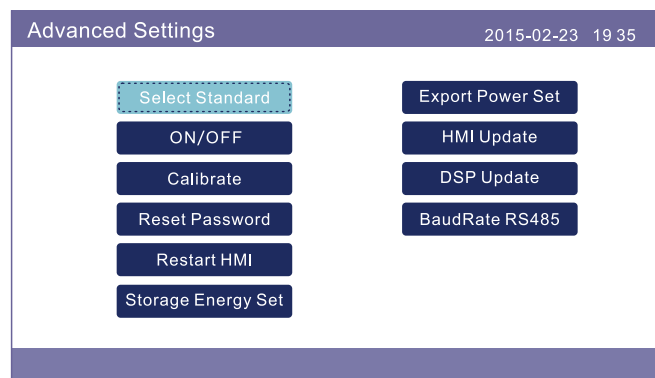 Advanced Settings
2015-02-23 19 35
Select Standard
ON/OFF
Calibrate
Reset Password
Restart HMI
Storage Energy Set
Export Power Set
HMI Update
DSP Update
BaudRate RS485